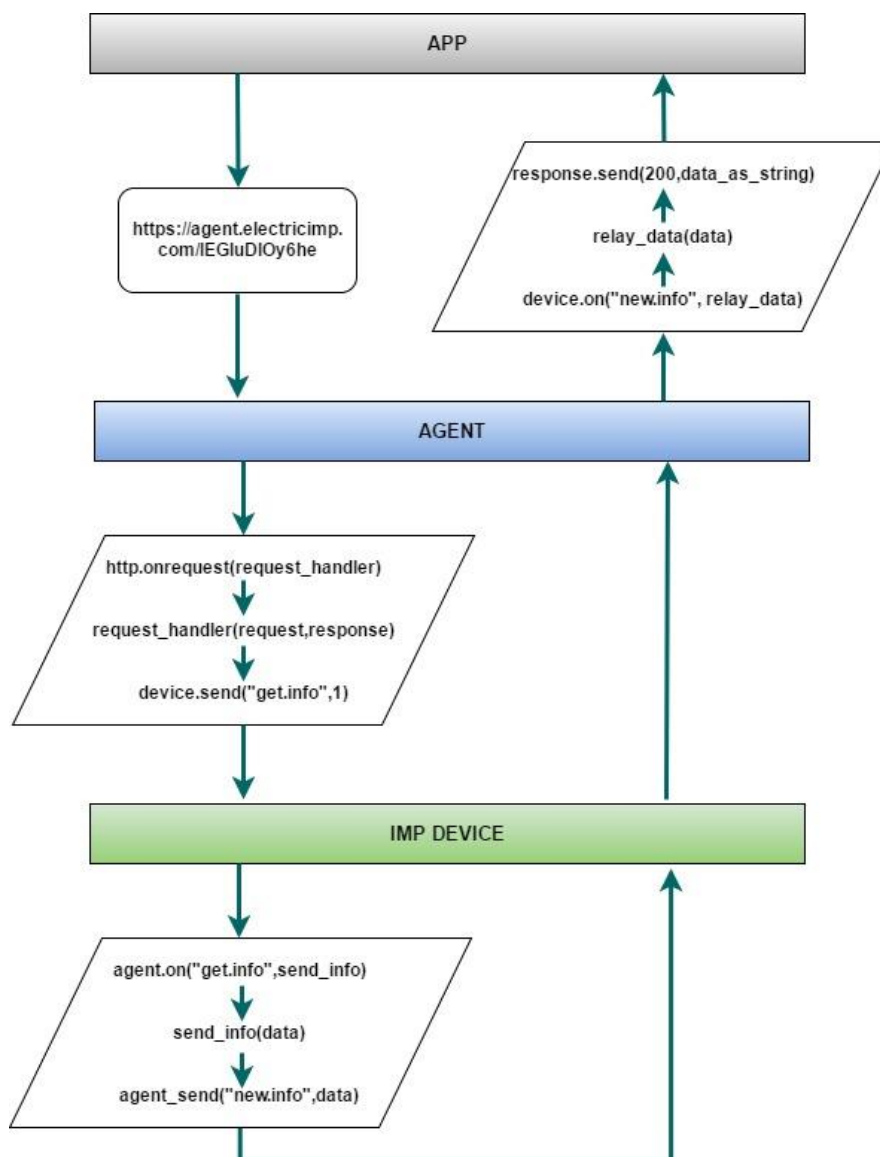 APP
https://agent.electricimp.
com/IEGIuDIOy6he
response.send(200,data_as_string)
relay_data(data)
device.on("new.info", relay_data)
AGENT
http.onrequest(request_handler)
request_handler(request,response)
device.send("get.info",1)
IMP DEVICE
agent.on("get.info",send_info)
send_info(data)
agent_send("new.info",data)